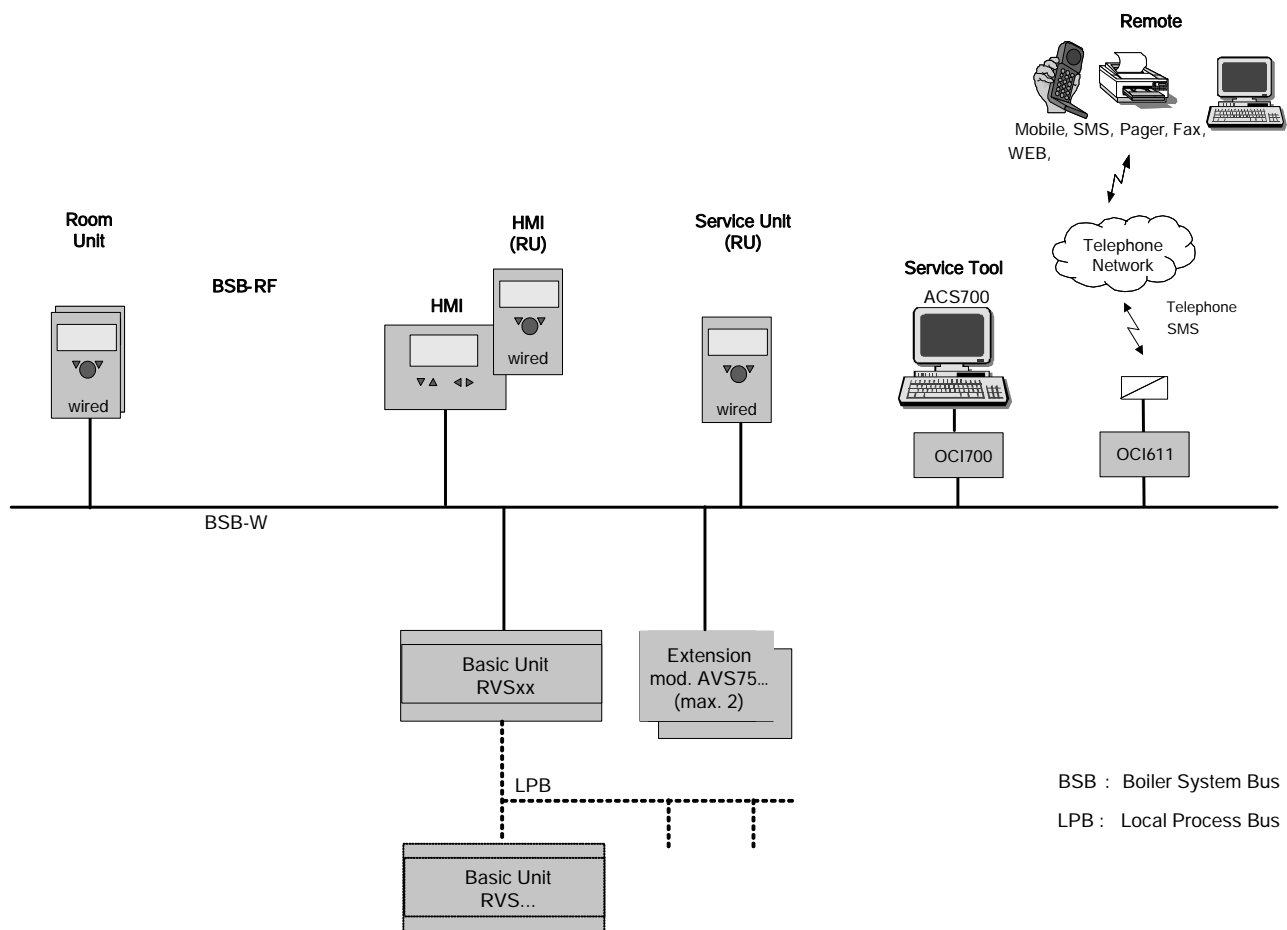 Remote
Mobile, SMS, Pager, Fax,
WEB,
Room
Unit
BSB-RF
HMI
HMI
(RU)
Service Unit
(RU)
Service Tool
ACS700
Telephone
Network
Telephone
SMS
wired
wired
wired
OCI700
OCI611
BSB-W
Basic Unit
RVSxx
Extension
mod. AVS75...
(max. 2)
LPB
BSB : Boiler System Bus
LPB : Local Process Bus
Basic Unit
RVS...